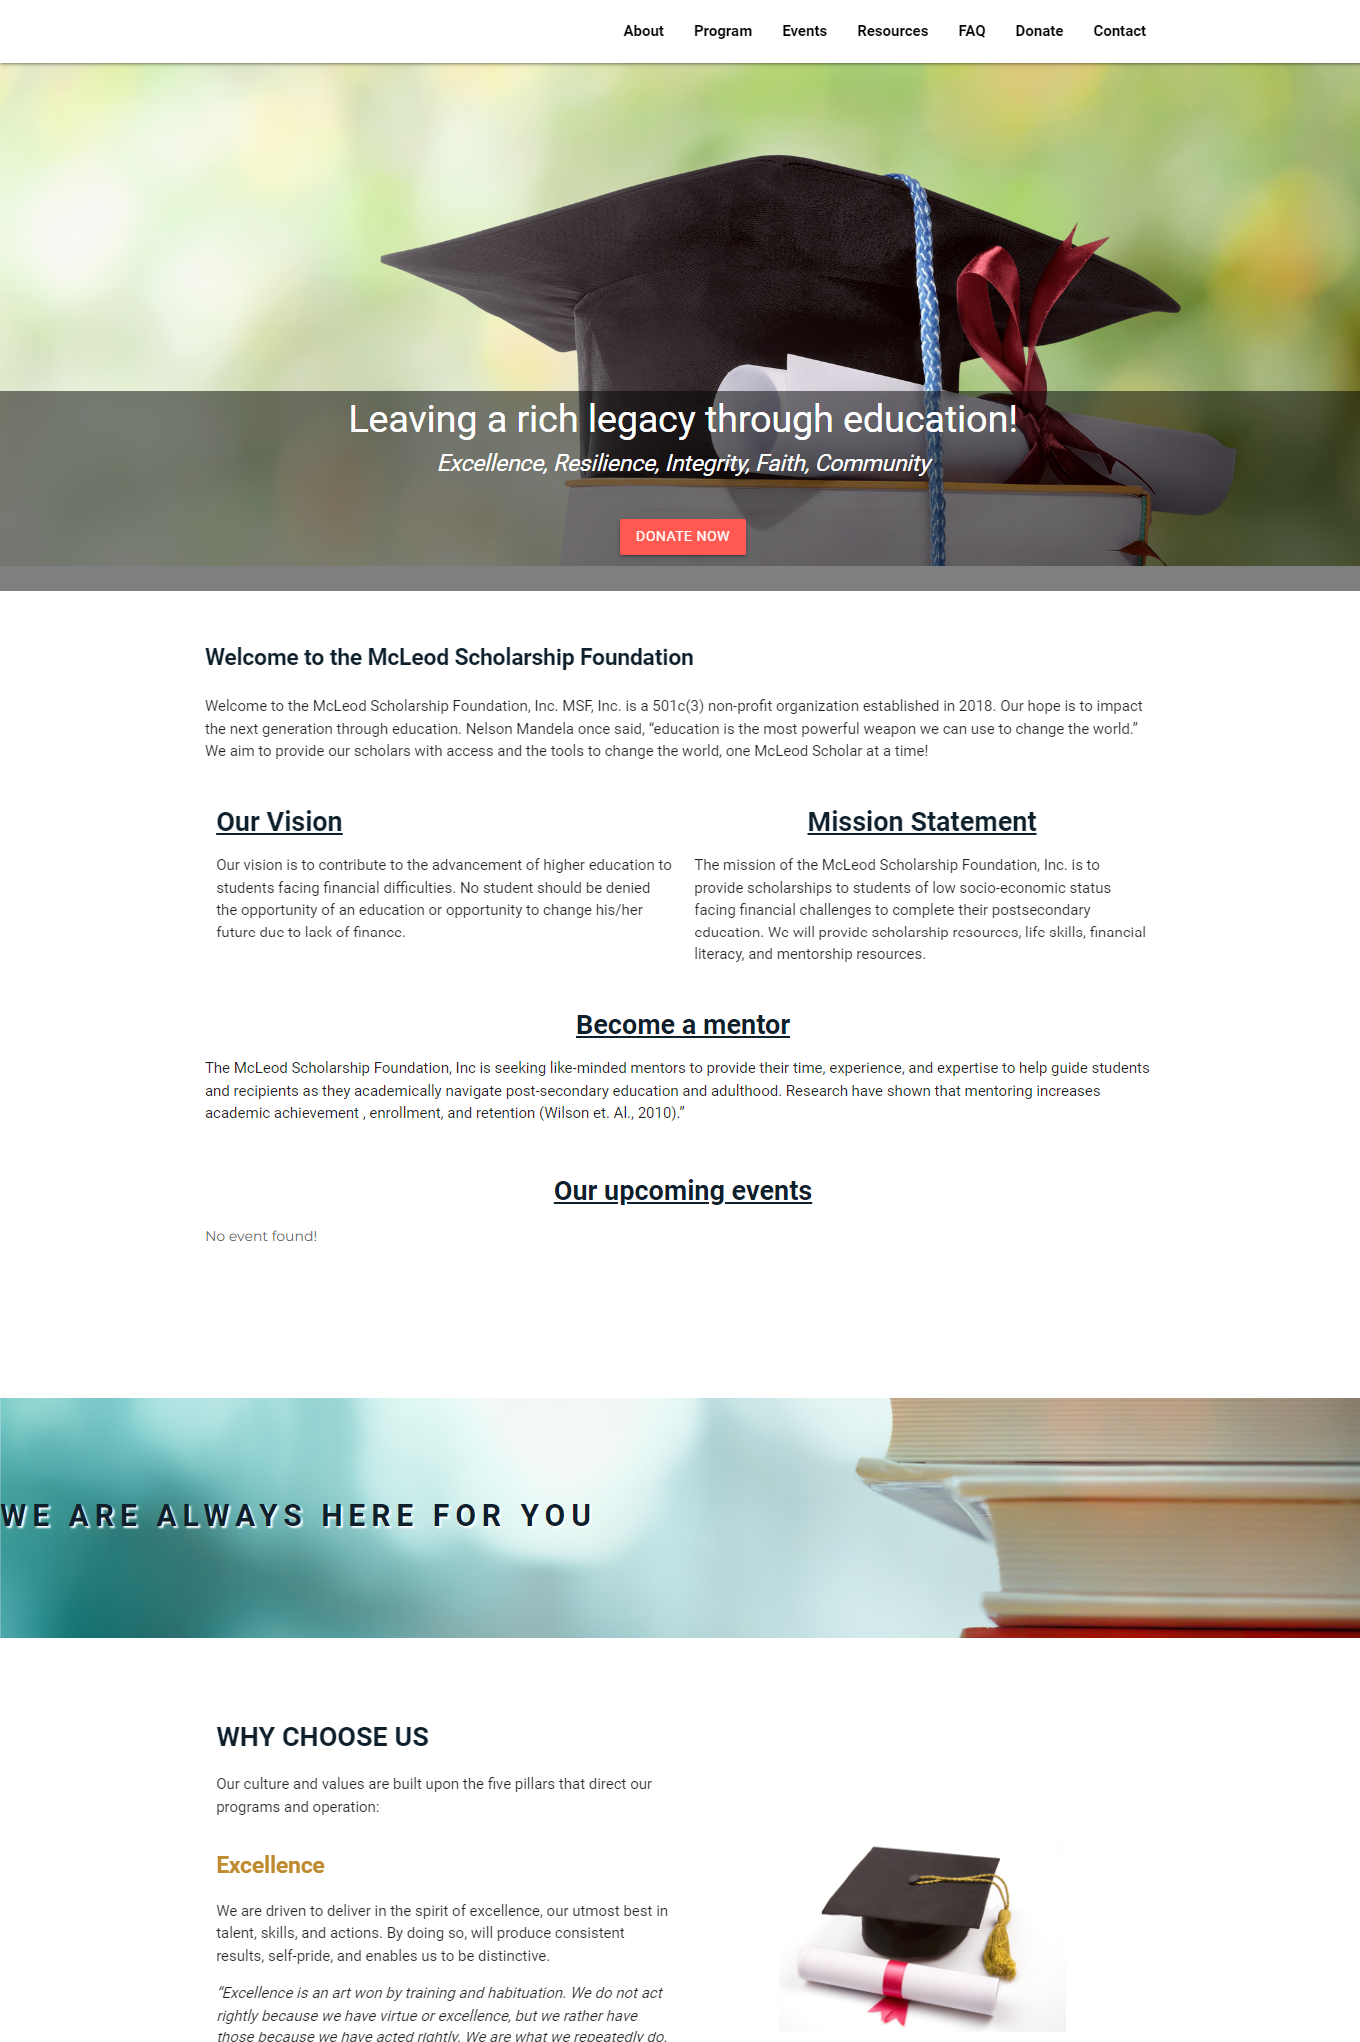 About Program Events Resources FAQ Donate Contact
Leaving a rich legacy through education!
Excellence, Resilience, Integrity, Faith, Community
DONATE NOW
Welcome to the McLeod Scholarship Foundation
Welcome to the McLeod Scholarship Foundation, Inc. MSF, Inc. is a 501c(3) non-profit organization established in 2018. Our hope is to impact
the next generation through education. Nelson Mandela once said, “education is the most powerful weapon we can use to change the world.”
We aim to provide our scholars with access and the tools to change the world, one McLeod Scholar at a time!
Our Vision
Our vision is to contribute to the advancement of higher education to
students facing financial difficulties. No student should be denied
the opportunity of an education or opportunity to change his/her
future due to lack of finance.
Mission Statement
The mission of the McLeod Scholarship Foundation, Inc. is to
provide scholarships to students of low socio-economic status
facing financial challenges to complete their postsecondary
education. We will provide scholarship resources, life skills, financial
literacy, and mentorship resources.
Become a mentor
The McLeod Scholarship Foundation, Inc is seeking like-minded mentors to provide their time, experience, and expertise to help guide students
and recipients as they academically navigate post-secondary education and adulthood. Research have shown that mentoring increases
academic achievement , enrollment, and retention (Wilson et. Al., 2010).”
Our upcoming events
No event found!
WE ARE ALWAYS HERE FOR YOU
WHY CHOOSE US
Our culture and values are built upon the five pillars that direct our
programs and operation:
Excellence
We are driven to deliver in the spirit of excellence, our utmost best in
talent, skills, and actions. By doing so, will produce consistent
results, self-pride, and enables us to be distinctive.
“Excellence is an art won by training and habituation. We do not act
rightly because we have virtue or excellence, but we rather have
those because we have acted rightly. We are what we repeatedly do.